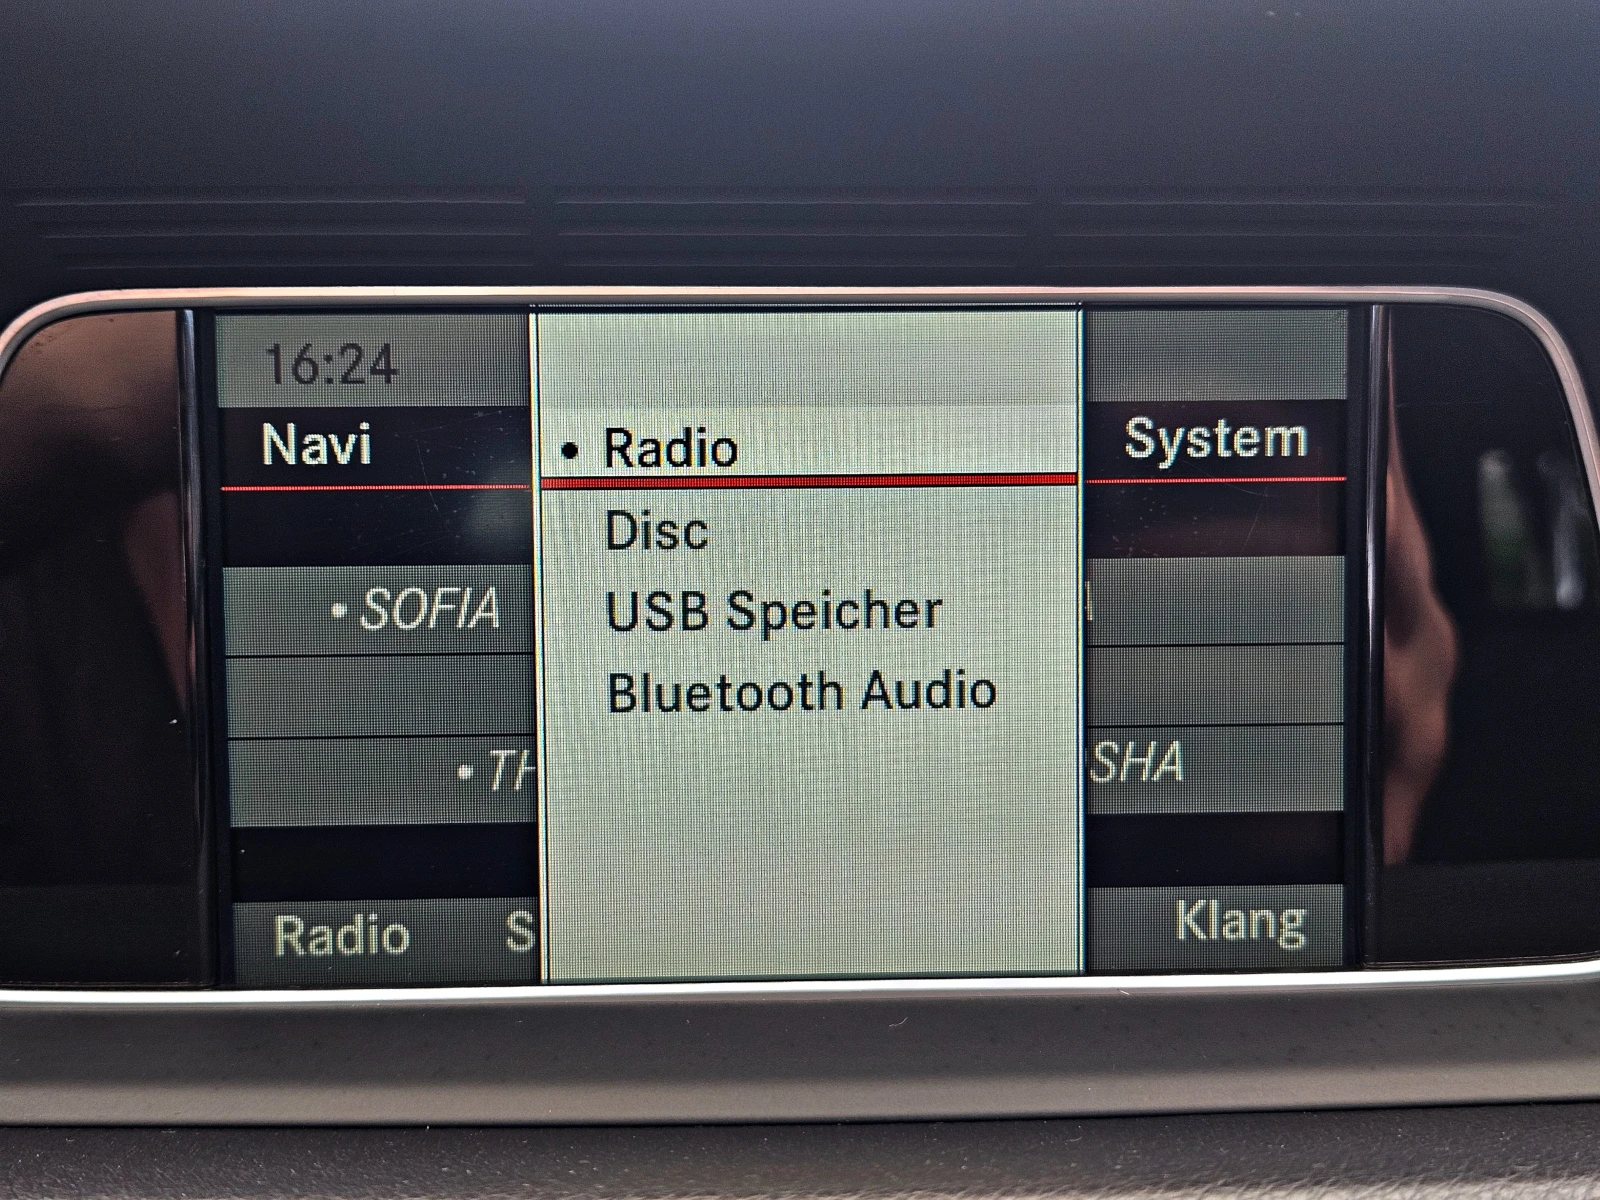 16:24
Navi
• Radio
System
Disc
• SOFIA
USB Speicher
Bluetooth Audio
SHA
Radio
Klang